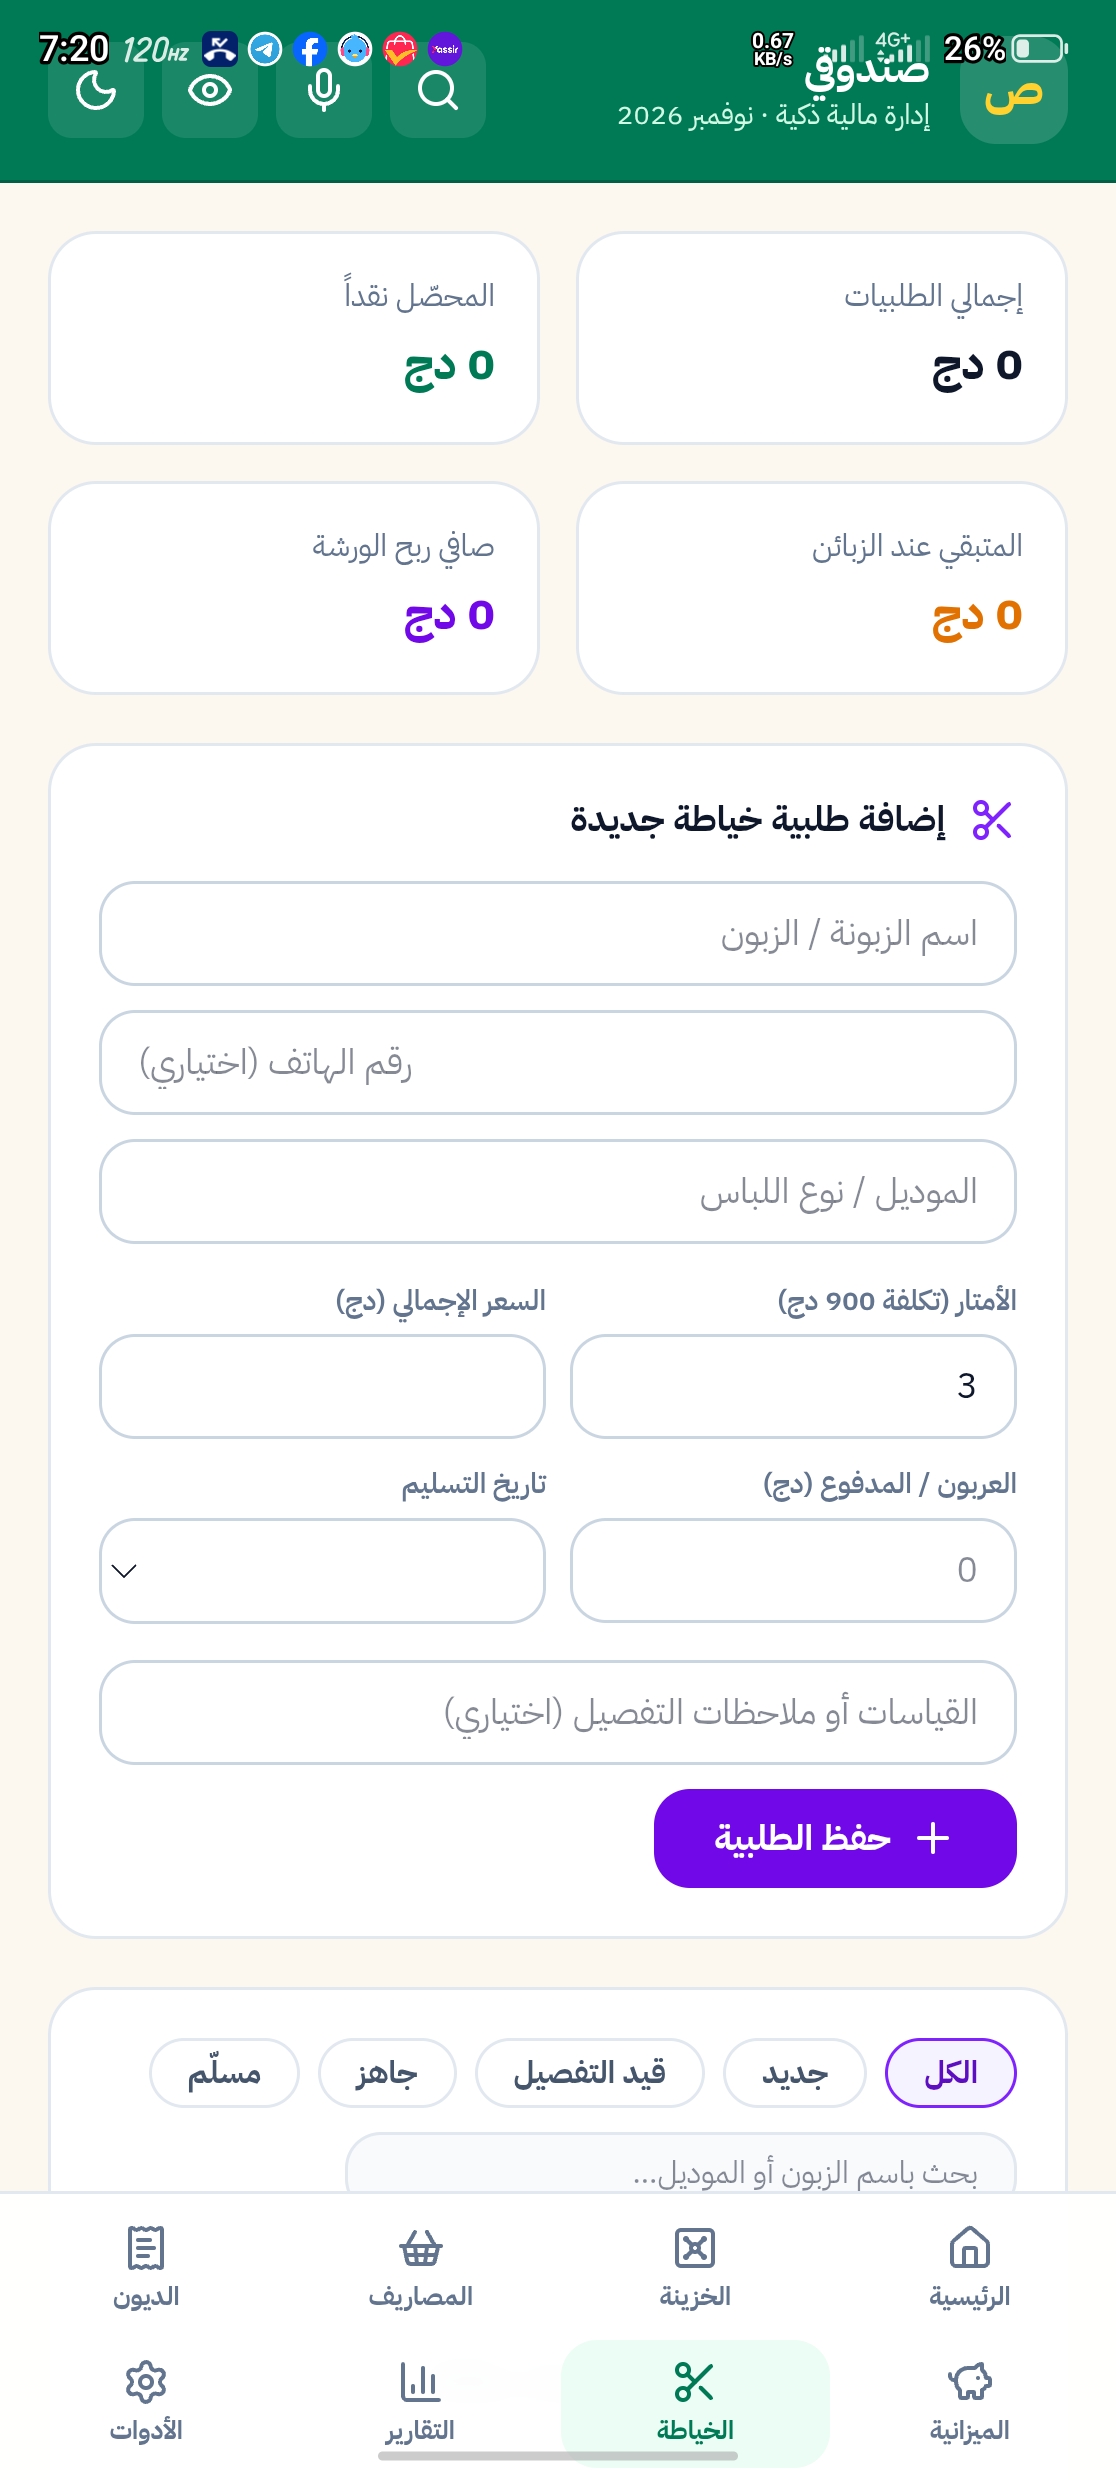 7:20 120HZ Yassir 0.67 KB/s 4G+ 26%
ص
صندوقي
إدارة مالية ذكية · نوفمبر 2026
إجمالي الطلبيات
0 دج
المحصّل نقداً
0 دج
المتبقي عند الزبائن
0 دج
صافي ربح الورشة
0 دج
إضافة طلبية خياطة جديدة
اسم الزبونة / الزبون
رقم الهاتف (اختياري)
الموديل / نوع اللباس
الأمتار (تكلفة 900 دج)
السعر الإجمالي (دج)
3
العربون / المدفوع (دج)
تاريخ التسليم
0
القياسات أو ملاحظات التفصيل (اختياري)
حفظ الطلبية
الكل جديد قيد التفصيل جاهز مسلّم
بحث باسم الزبون أو الموديل...
الرئيسية الخزينة المصاريف الديون
الميزانية الخياطة التقارير الأدوات